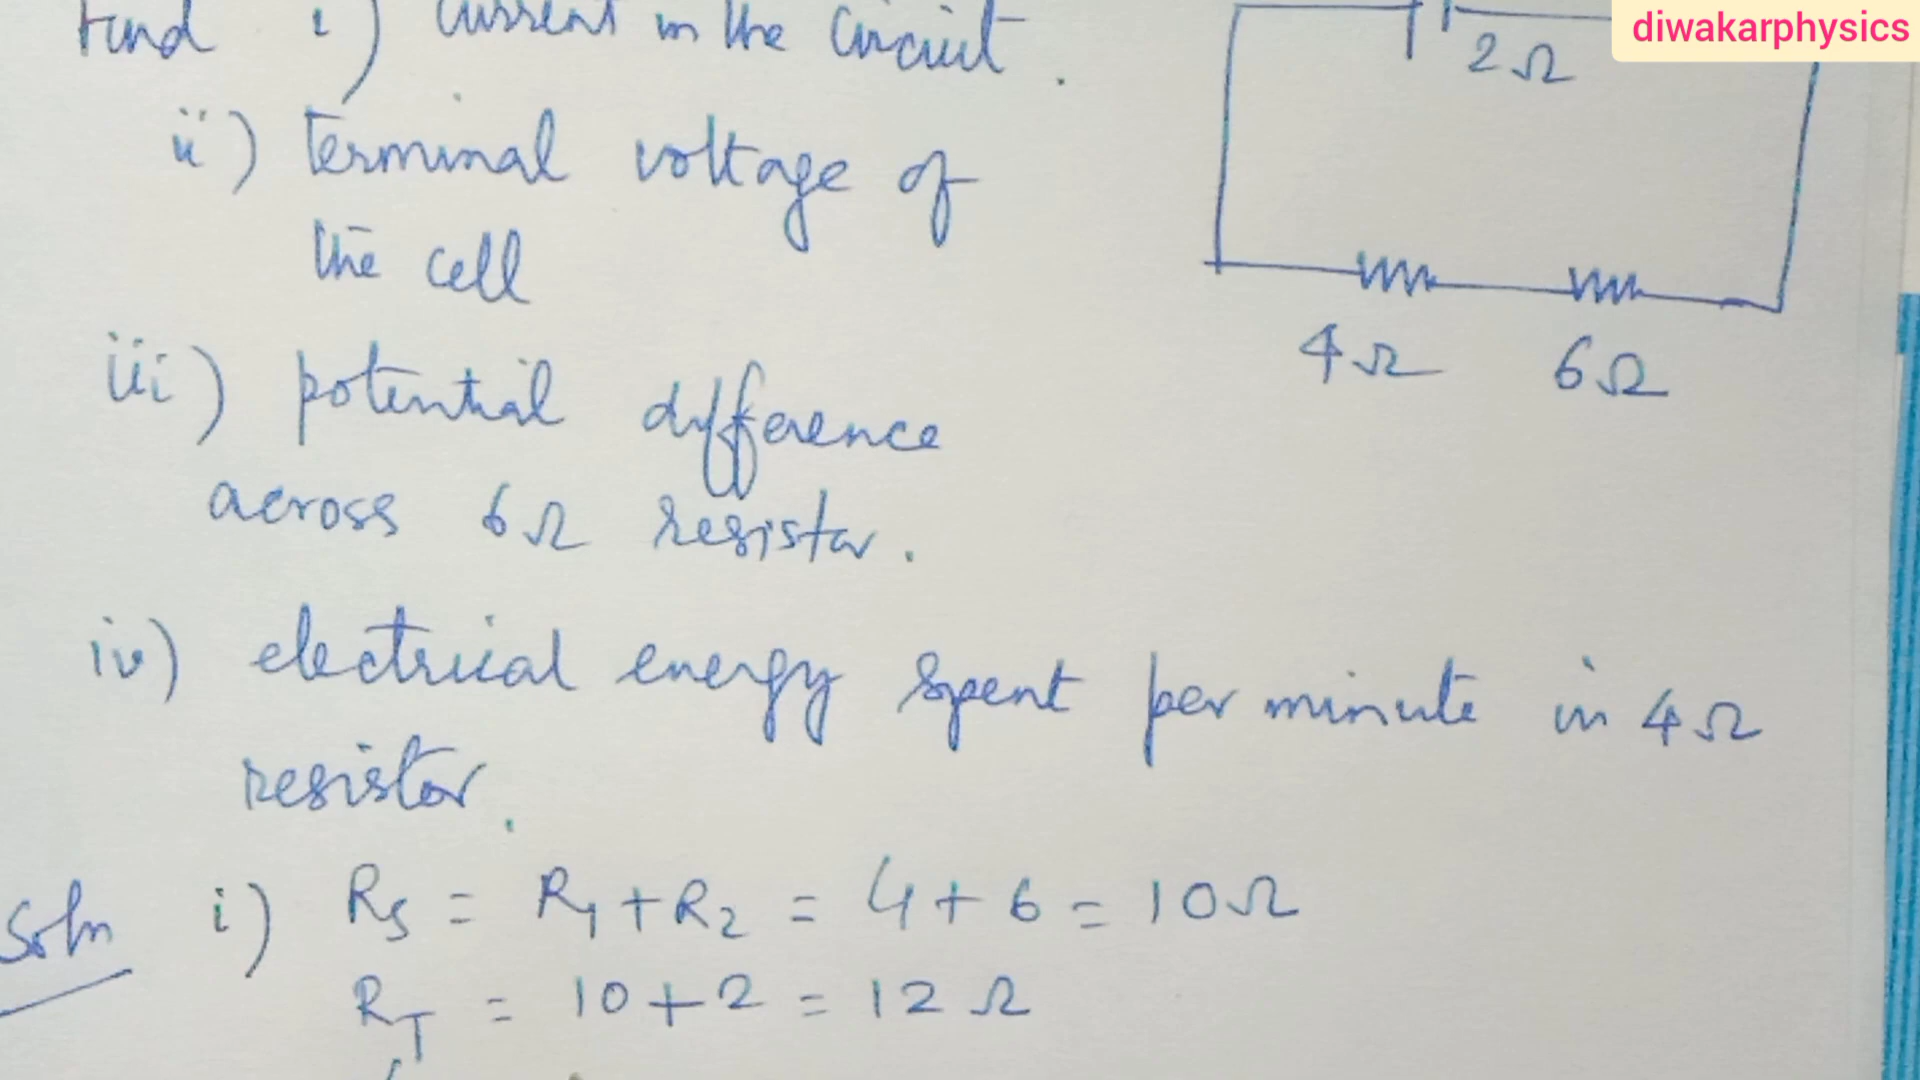 Find i) current in the circuit.
diwakarphysics
2Ω
ii) terminal voltage of
the cell
4Ω 6Ω
iii) potential difference
across 6Ω resistor.
iv) electrical energy spent per minute in 4Ω
resistor.
Soln i) Rs = R1 + R2 = 4 + 6 = 10Ω
RT = 10 + 2 = 12 Ω